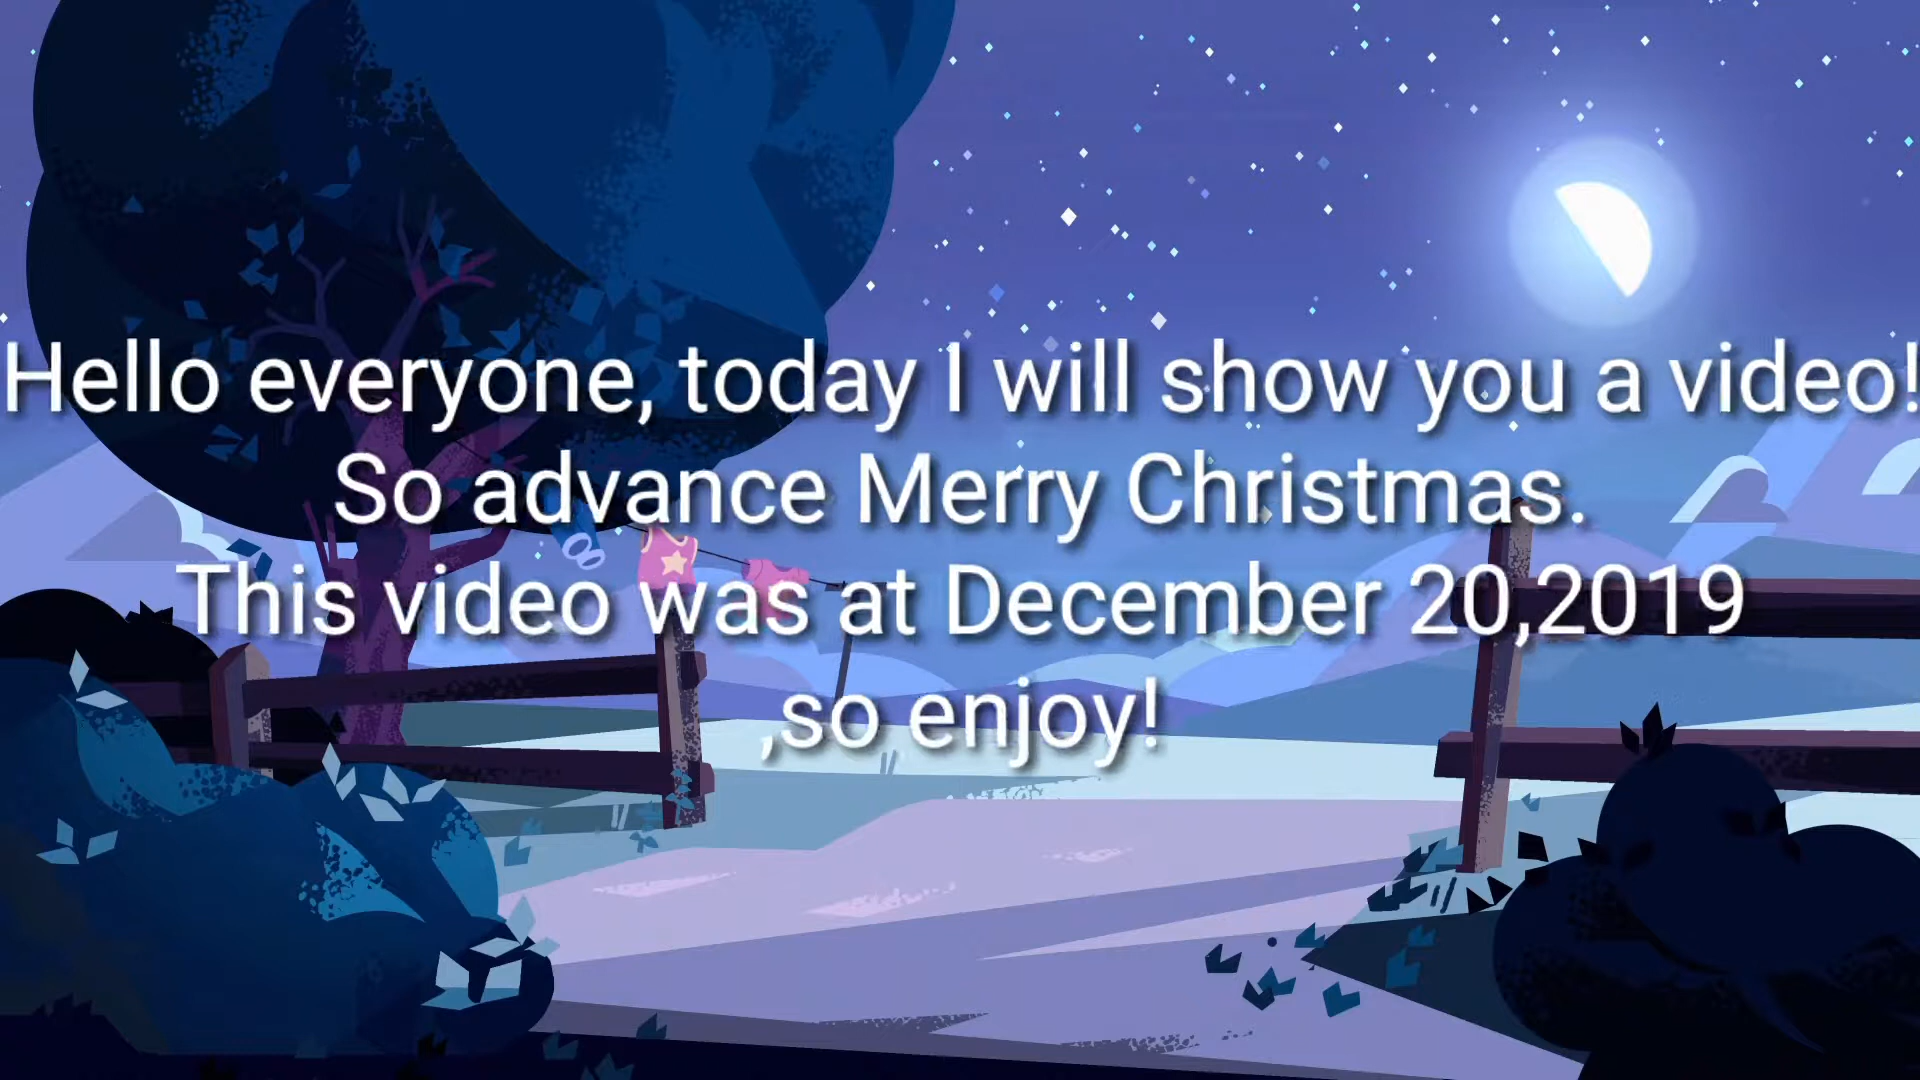 Hello everyone, today I will show you a video!
So advance Merry Christmas.
This video was at December 20,2019
,so enjoy!